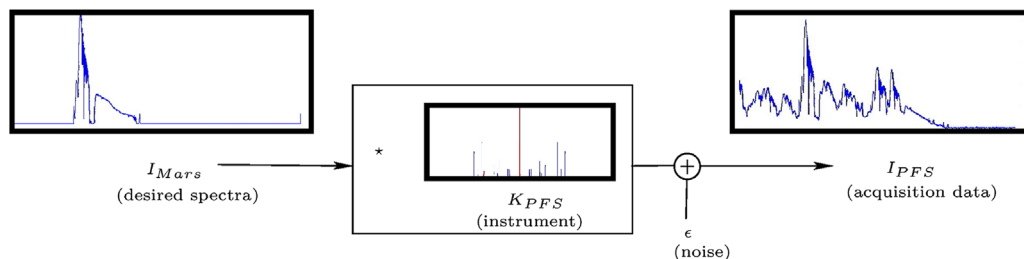 ⋆
I_{Mars}
(desired spectra)
K_{PFS}
(instrument)
+
ϵ
(noise)
I_{PFS}
(acquisition data)